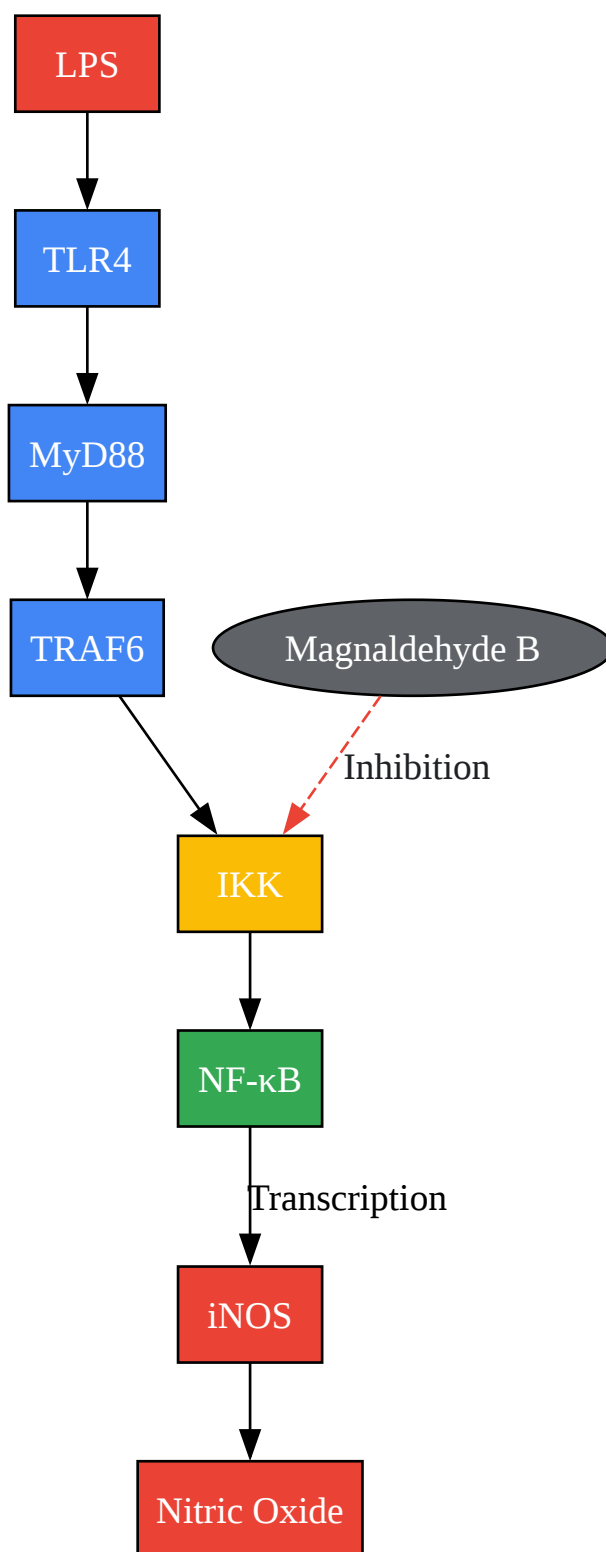 LPS
TLR4
MyD88
TRAF6
Magnaldehyde B
Inhibition
IKK
NF-κB
Transcription
iNOS
Nitric Oxide